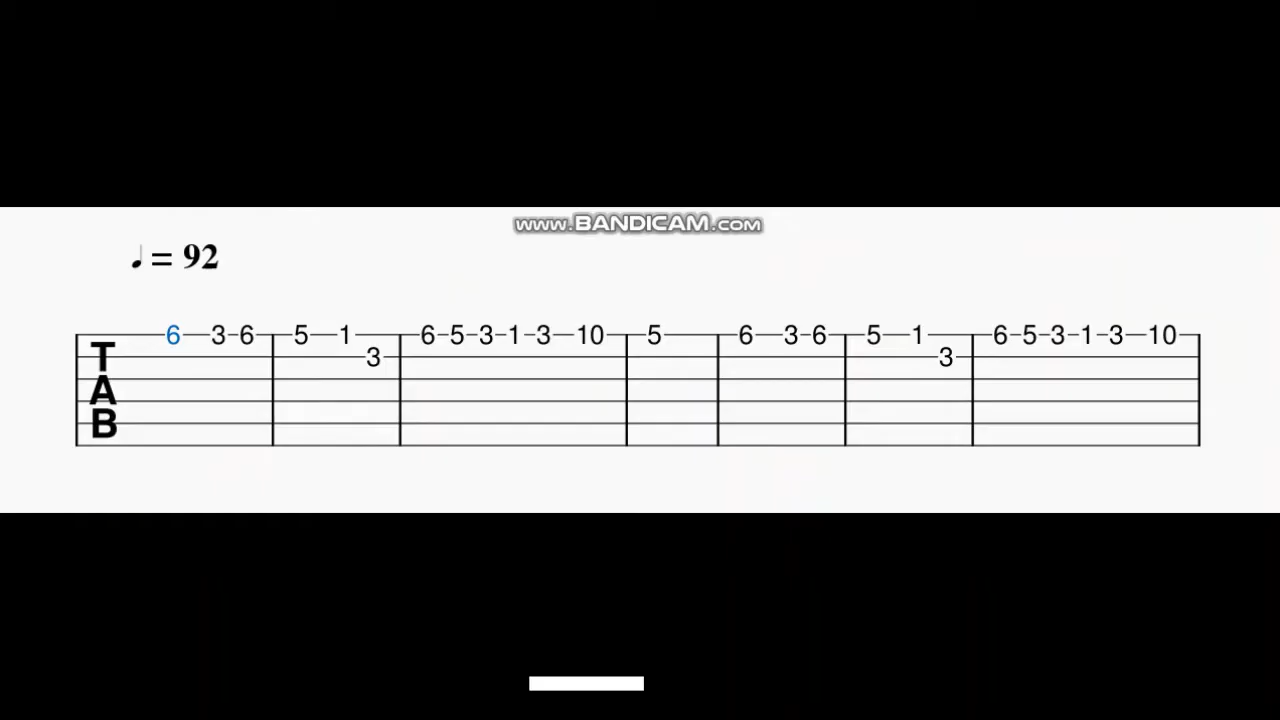 www.BANDICAM.com
♩ = 92
6 3 6 5 1 6 5 3 1 3 10 5 6 3 6 5 1 6 5 3 1 3 10
T 3 3
A
B